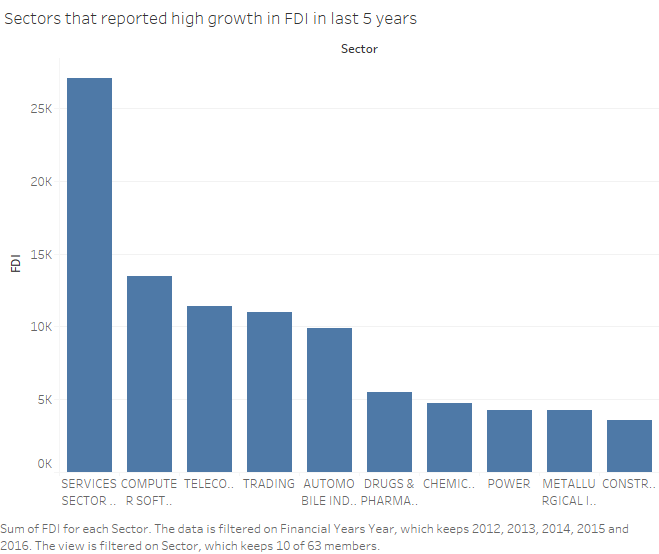 Sectors that reported high growth in FDI in last 5 years
Sector
25K
20K
15K
10K
5K
0K
FDI
SERVICES SECTOR ..
COMPUTE R SOFT..
TELECO..
TRADING
AUTOMO BILE IND..
DRUGS & PHARMA..
CHEMIC..
POWER
METALLU RGICAL I..
CONSTR..
Sum of FDI for each Sector. The data is filtered on Financial Years Year, which keeps 2012, 2013, 2014, 2015 and
2016. The view is filtered on Sector, which keeps 10 of 63 members.